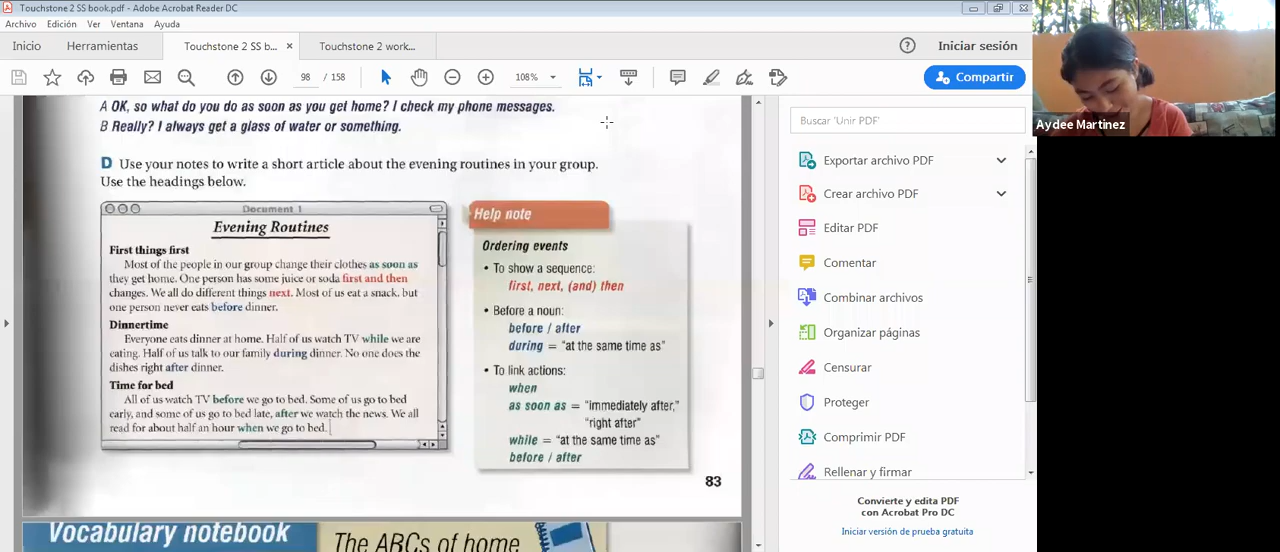 Touchstone 2 SS book.pdf - Adobe Acrobat Reader DC
Archivo Edición Ver Ventana Ayuda
Inicio Herramientas Touchstone 2 SS b... × Touchstone 2 work... Iniciar sesión
98 / 158 108% Compartir
A OK, so what do you do as soon as you get home? I check my phone messages.
B Really? I always get a glass of water or something.
D Use your notes to write a short article about the evening routines in your group.
Use the headings below.
Document 1
Evening Routines
First things first
Most of the people in our group change their clothes as soon as
they get home. One person has some juice or soda first and then
changes. We all do different things next. Most of us eat a snack, but
one person never eats before dinner.
Dinnertime
Everyone eats dinner at home. Half of us watch TV while we are
eating. Half of us talk to our family during dinner. No one does the
dishes right after dinner.
Time for bed
All of us watch TV before we go to bed. Some of us go to bed
early, and some of us go to bed late, after we watch the news. We all
read for about half an hour when we go to bed.
Help note
Ordering events
• To show a sequence:
first, next, (and) then
• Before a noun:
before / after
during = "at the same time as"
• To link actions:
when
as soon as = "immediately after,"
"right after"
while = "at the same time as"
before / after
83
Vocabulary notebook
The ABCs of home
Buscar 'Unir PDF'
Exportar archivo PDF
Crear archivo PDF
Editar PDF
Comentar
Combinar archivos
Organizar páginas
Censurar
Proteger
Comprimir PDF
Rellenar y firmar
Convierte y edita PDF
con Acrobat Pro DC
Iniciar versión de prueba gratuita
Aydee Martinez